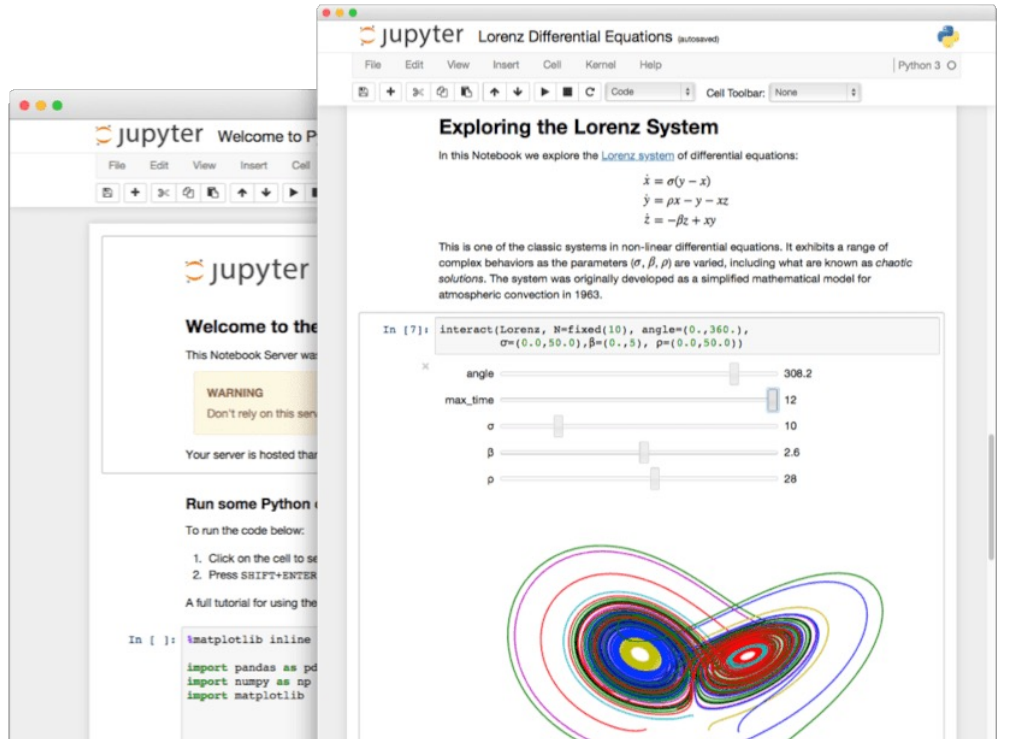 jupyter Lorenz Differential Equations (autosaved)
File Edit View Insert Cell Kernel Help Python 3
Code Cell Toolbar: None
Exploring the Lorenz System
In this Notebook we explore the Lorenz system of differential equations:
ẋ = σ(y − x)
ẏ = ρx − y − xz
ż = −βz + xy
This is one of the classic systems in non-linear differential equations. It exhibits a range of
complex behaviors as the parameters (σ, β, ρ) are varied, including what are known as chaotic
solutions. The system was originally developed as a simplified mathematical model for
atmospheric convection in 1963.
In [7]: interact(Lorenz, N=fixed(10), angle=(0.,360.),
σ=(0.0,50.0),β=(0.,5), ρ=(0.0,50.0))
angle 308.2
max_time 12
σ 10
β 2.6
ρ 28
jupyter Welcome to P
File Edit View Insert Cell
jupyter
Welcome to the
This Notebook Server was
WARNING
Don't rely on this serv
Your server is hosted than
Run some Python
To run the code below:
1. Click on the cell to se
2. Press SHIFT+ENTER
A full tutorial for using the
In [ ]: %matplotlib inline
import pandas as pd
import numpy as np
import matplotlib